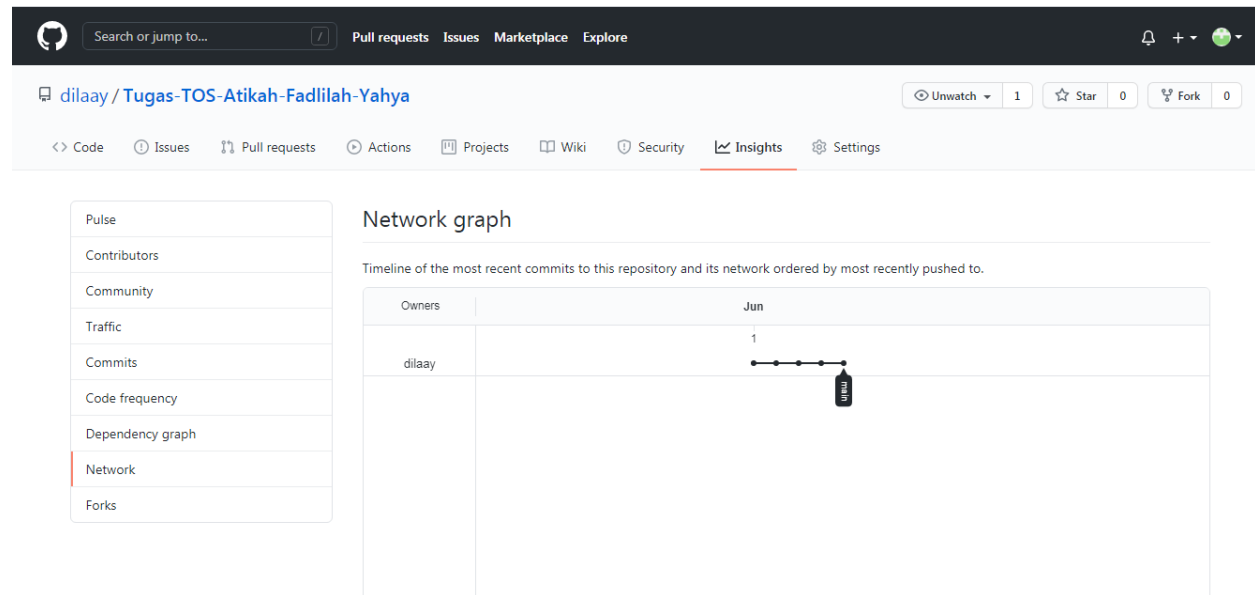 Search or jump to... / Pull requests Issues Marketplace Explore
dilaay / Tugas-TOS-Atikah-Fadlilah-Yahya Unwatch 1 Star 0 Fork 0
Code Issues Pull requests Actions Projects Wiki Security Insights Settings
Pulse
Contributors
Community
Traffic
Commits
Code frequency
Dependency graph
Network
Forks
Network graph
Timeline of the most recent commits to this repository and its network ordered by most recently pushed to.
Owners Jun
1
dilaay
main